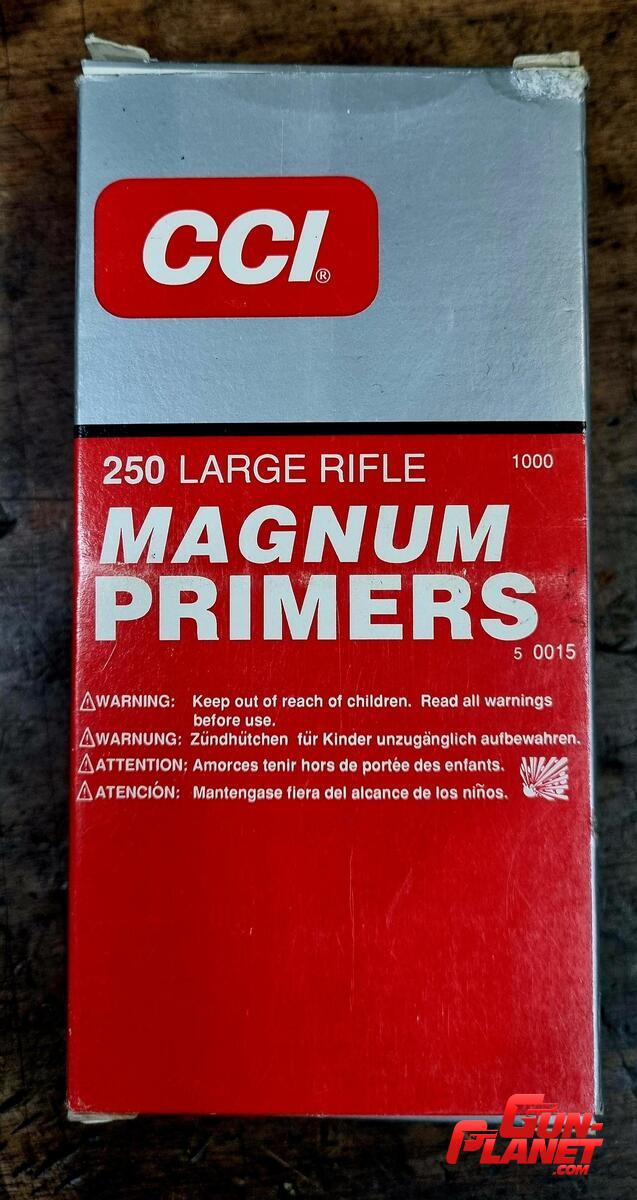 CCI®
250 LARGE RIFLE 1000
MAGNUM
PRIMERS
5 0015
⚠WARNING: Keep out of reach of children. Read all warnings
before use.
⚠WARNUNG: Zündhütchen für Kinder unzugänglich aufbewahren.
⚠ATTENTION: Amorces tenir hors de portée des enfants.
⚠ATENCIÓN: Mantengase fiera del alcance de los niños.
GUN-
PLANET
.COM